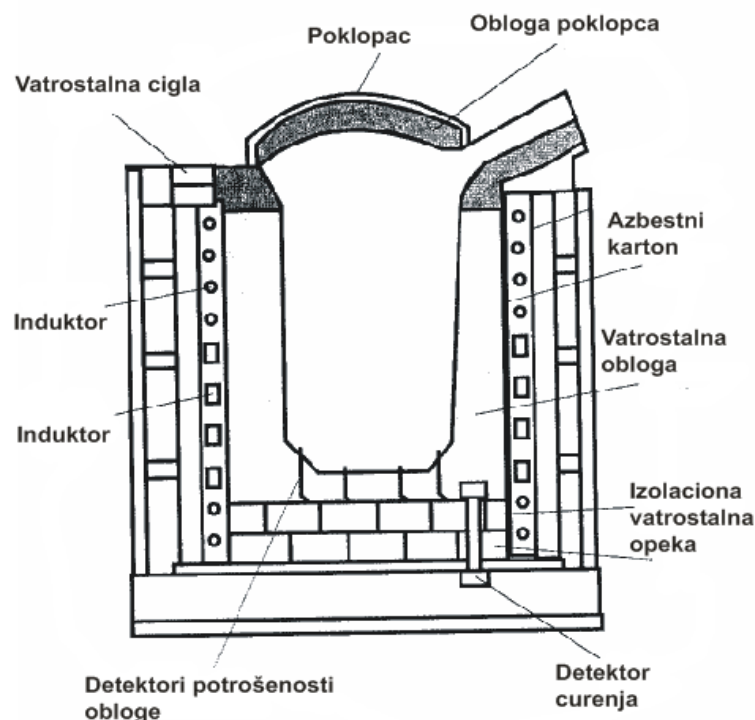 Poklopac
Obloga poklopca
Vatrostalna cigla
Azbestni
karton
Induktor
Vatrostalna
obloga
Induktor
Izolaciona
vatrostalna
opeka
Detektori potrošenosti
obloge
Detektor
curenja